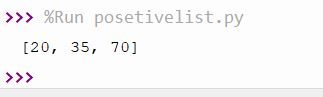 >>> %Run posetivelist.py
[20, 35, 70]
>>>